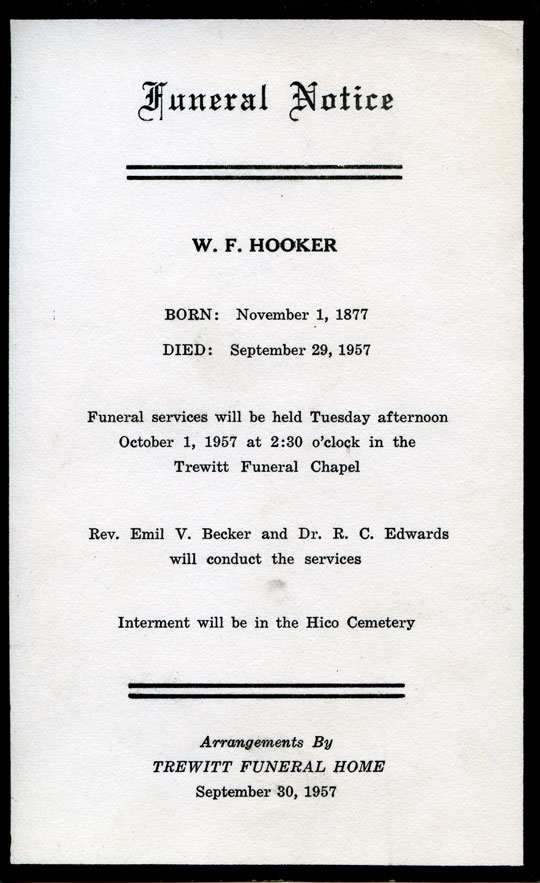 Funeral Notice
W. F. HOOKER
BORN: November 1, 1877
DIED: September 29, 1957
Funeral services will be held Tuesday afternoon
October 1, 1957 at 2:30 o'clock in the
Trewitt Funeral Chapel
Rev. Emil V. Becker and Dr. R. C. Edwards
will conduct the services
Interment will be in the Hico Cemetery
Arrangements By
TREWITT FUNERAL HOME
September 30, 1957